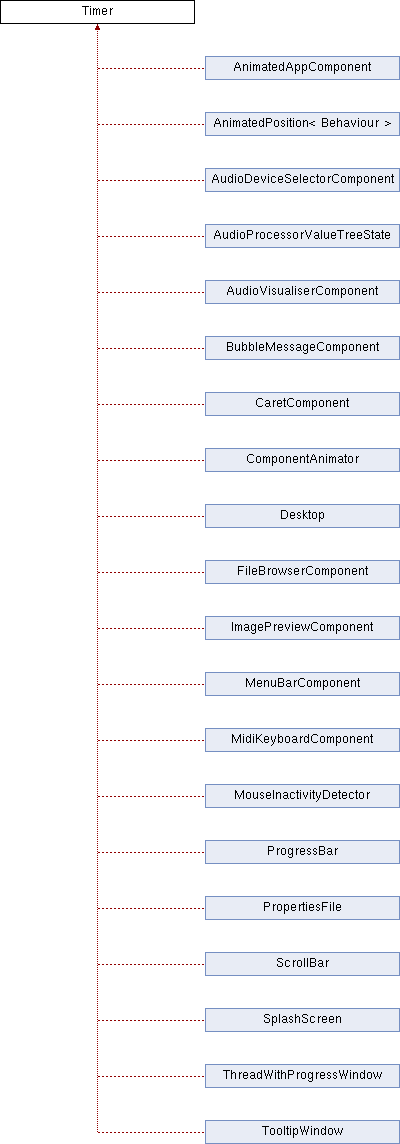 Timer
AnimatedAppComponent
AnimatedPosition< Behaviour >
AudioDeviceSelectorComponent
AudioProcessorValueTreeState
AudioVisualiserComponent
BubbleMessageComponent
CaretComponent
ComponentAnimator
Desktop
FileBrowserComponent
ImagePreviewComponent
MenuBarComponent
MidiKeyboardComponent
MouseInactivityDetector
ProgressBar
PropertiesFile
ScrollBar
SplashScreen
ThreadWithProgressWindow
TooltipWindow